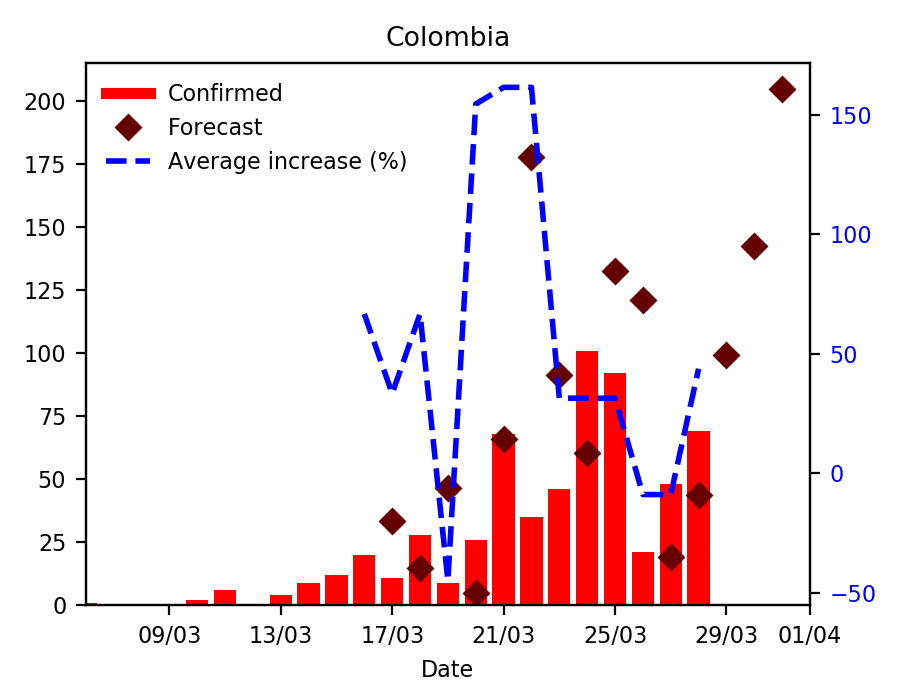 Colombia
Confirmed
Forecast
Average increase (%)
200
175
150
125
100
75
50
25
0
150
100
50
0
−50
09/03 13/03 17/03 21/03 25/03 29/03 01/04
Date